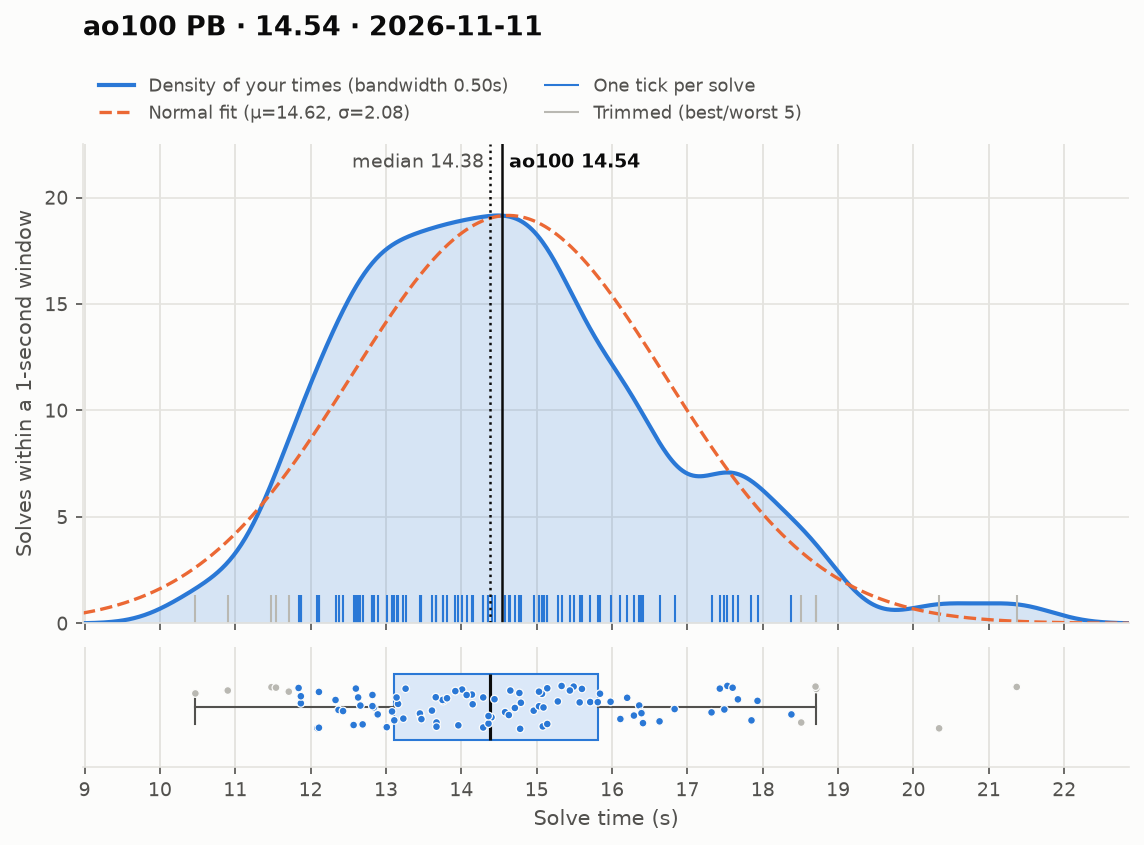 ao100 PB · 14.54 · 2026-11-11
Density of your times (bandwidth 0.50s)
One tick per solve
Normal fit (μ=14.62, σ=2.08)
Trimmed (best/worst 5)
median 14.38
ao100 14.54
Solves within a 1-second window
20
15
10
5
0
9 10 11 12 13 14 15 16 17 18 19 20 21 22
Solve time (s)